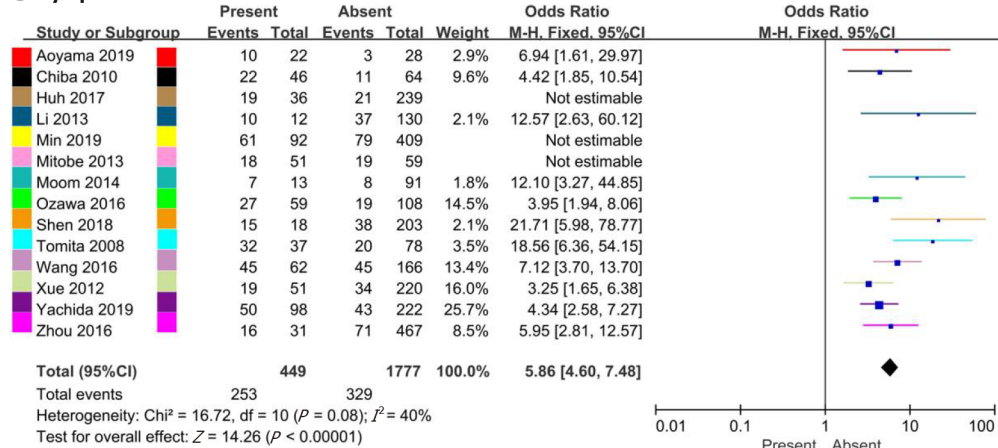 Present Absent Odds Ratio Odds Ratio
Study or Subgroup Events Total Events Total Weight M-H. Fixed. 95%CI M-H. Fixed. 95%CI
Aoyama 2019 10 22 3 28 2.9% 6.94 [1.61, 29.97]
Chiba 2010 22 46 11 64 9.6% 4.42 [1.85, 10.54]
Huh 2017 19 36 21 239 Not estimable
Li 2013 10 12 37 130 2.1% 12.57 [2.63, 60.12]
Min 2019 61 92 79 409 Not estimable
Mitobe 2013 18 51 19 59 Not estimable
Moom 2014 7 13 8 91 1.8% 12.10 [3.27, 44.85]
Ozawa 2016 27 59 19 108 14.5% 3.95 [1.94, 8.06]
Shen 2018 15 18 38 203 2.1% 21.71 [5.98, 78.77]
Tomita 2008 32 37 20 78 3.5% 18.56 [6.36, 54.15]
Wang 2016 45 62 45 166 13.4% 7.12 [3.70, 13.70]
Xue 2012 19 51 34 220 16.0% 3.25 [1.65, 6.38]
Yachida 2019 50 98 43 222 25.7% 4.34 [2.58, 7.27]
Zhou 2016 16 31 71 467 8.5% 5.95 [2.81, 12.57]
Total (95%CI) 449 1777 100.0% 5.86 [4.60, 7.48]
Total events 253 329
Heterogeneity: Chi² = 16.72, df = 10 (P = 0.08); I² = 40%
Test for overall effect: Z = 14.26 (P < 0.00001)
0.01 0.1 1 10 100
Present Absent